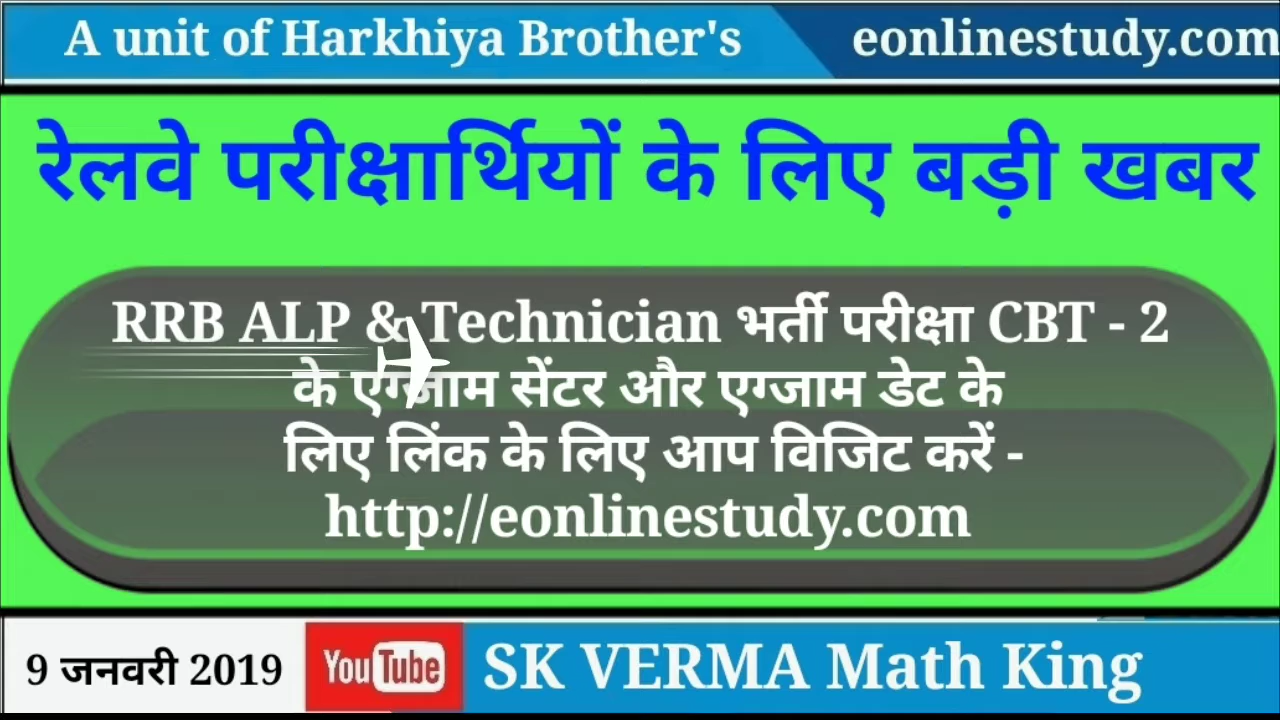 A unit of Harkhiya Brother's eonlinestudy.com
रेलवे परीक्षार्थियों के लिए बड़ी खबर
RRB ALP & Technician भर्ती परीक्षा CBT - 2
के एग्जाम सेंटर और एग्जाम डेट के
लिए लिंक के लिए आप विजिट करें -
http://eonlinestudy.com
9 जनवरी 2019 YouTube SK VERMA Math King